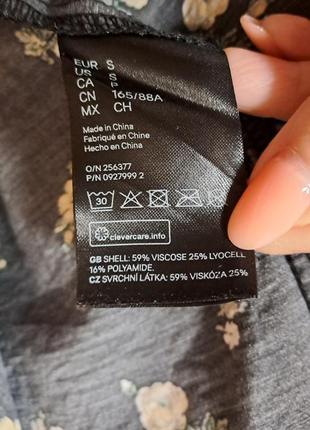 EUR S
US S
CA P
CN 165/88A
MX CH
Made in China
Fabriqué en Chine
Hecho en China
O/N 256377
P/N 0927999 2
30
clevercare.info
GB SHELL: 59% VISCOSE 25% LYOCELL
16% POLYAMIDE.
CZ SVRCHNÍ LÁTKA: 59% VISKÓZA 25%